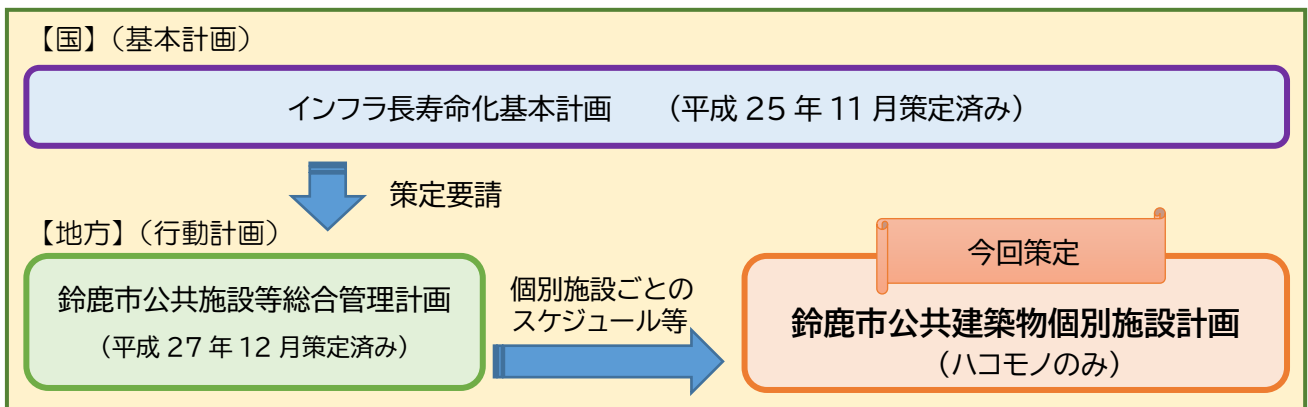 【国】（基本計画）
インフラ長寿命化基本計画　　（平成 25 年 11 月策定済み）
策定要請
【地方】（行動計画）
鈴鹿市公共施設等総合管理計画
（平成 27 年 12 月策定済み）
個別施設ごとの
スケジュール等
今回策定
鈴鹿市公共建築物個別施設計画
（ハコモノのみ）